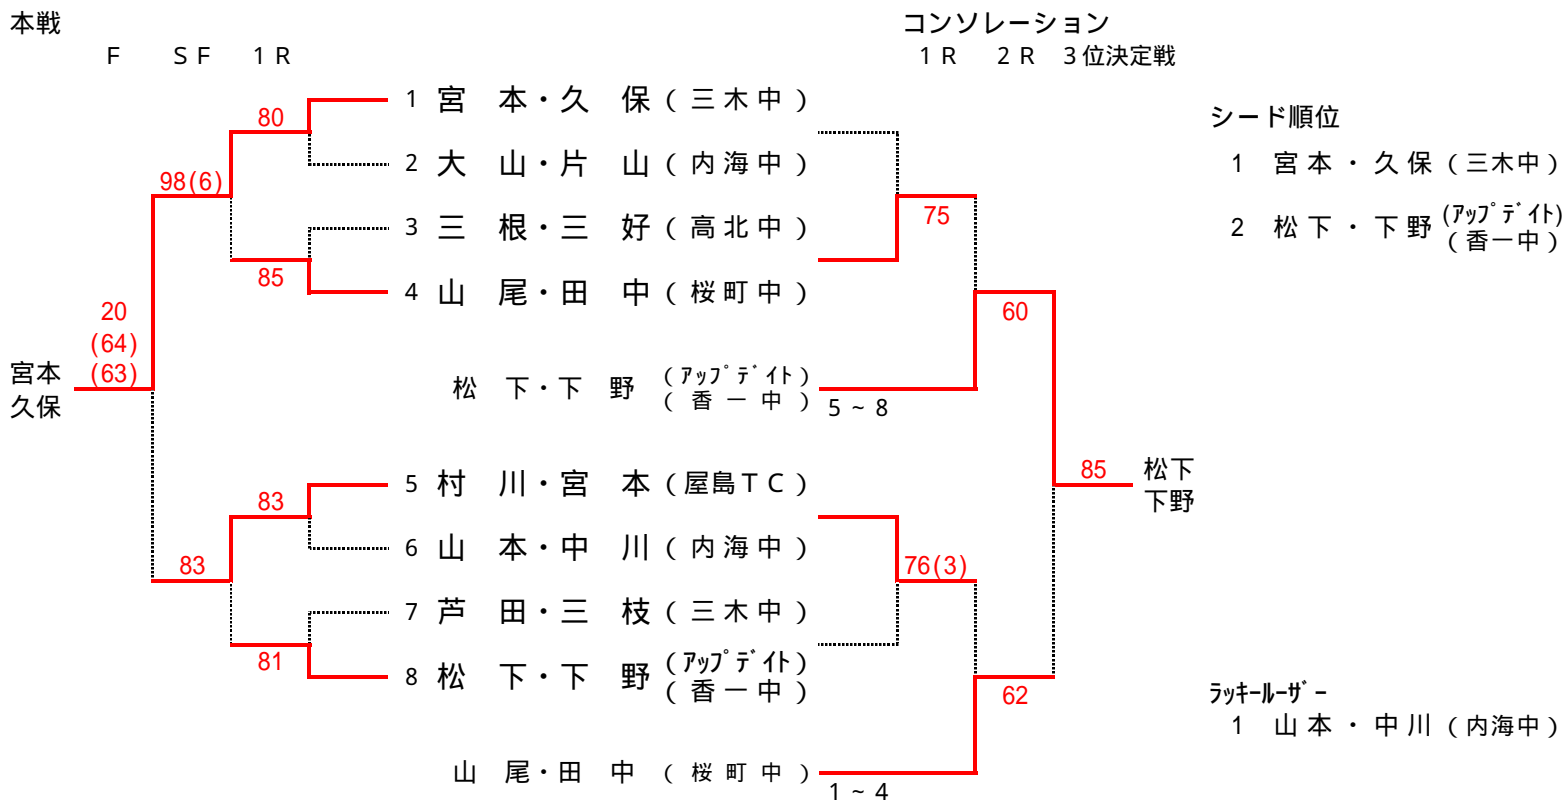 本戦
コンソレーション
F ＳＦ １Ｒ
１Ｒ ２Ｒ ３位決定戦
1 宮 本・久 保（三木中）
80
シード順位
2 大 山・片 山（内海中）
1 宮本・久保（三木中）
98(6)
3 三 根・三 好（高北中）
75
2 松下・下野 (ｱｯﾌﾟﾃﾞｲﾄ)
（香一中）
85
4 山 尾・田 中（桜町中）
20
(64)
(63)
60
宮本
久保
松 下・下 野 （ｱｯﾌﾟﾃﾞｲﾄ）
（香一中）
5～8
5 村 川・宮 本（屋島ＴＣ）
83
85 松下
下野
6 山 本・中 川（内海中）
83
76(3)
7 芦 田・三 枝（三木中）
81
8 松 下・下 野 （ｱｯﾌﾟﾃﾞｲﾄ）
（香一中）
62
ﾗｯｷｰﾙｰｻﾞｰ
1 山本・中川（内海中）
山 尾・田 中（桜町中）
1～4